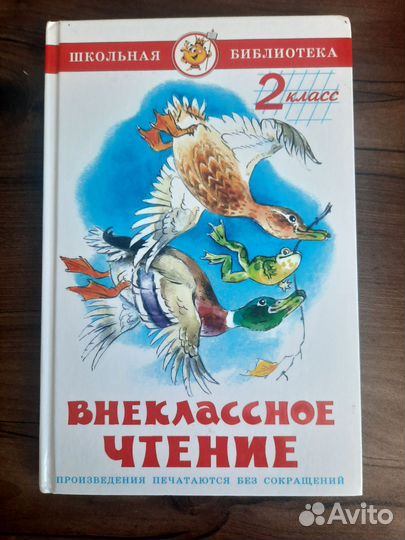 ШКОЛЬНАЯ БИБЛИОТЕКА
2 класс
ВНЕКЛАССНОЕ
ЧТЕНИЕ
ПРОИЗВЕДЕНИЯ ПЕЧАТАЮТСЯ БЕЗ СОКРАЩЕНИЙ
Avito